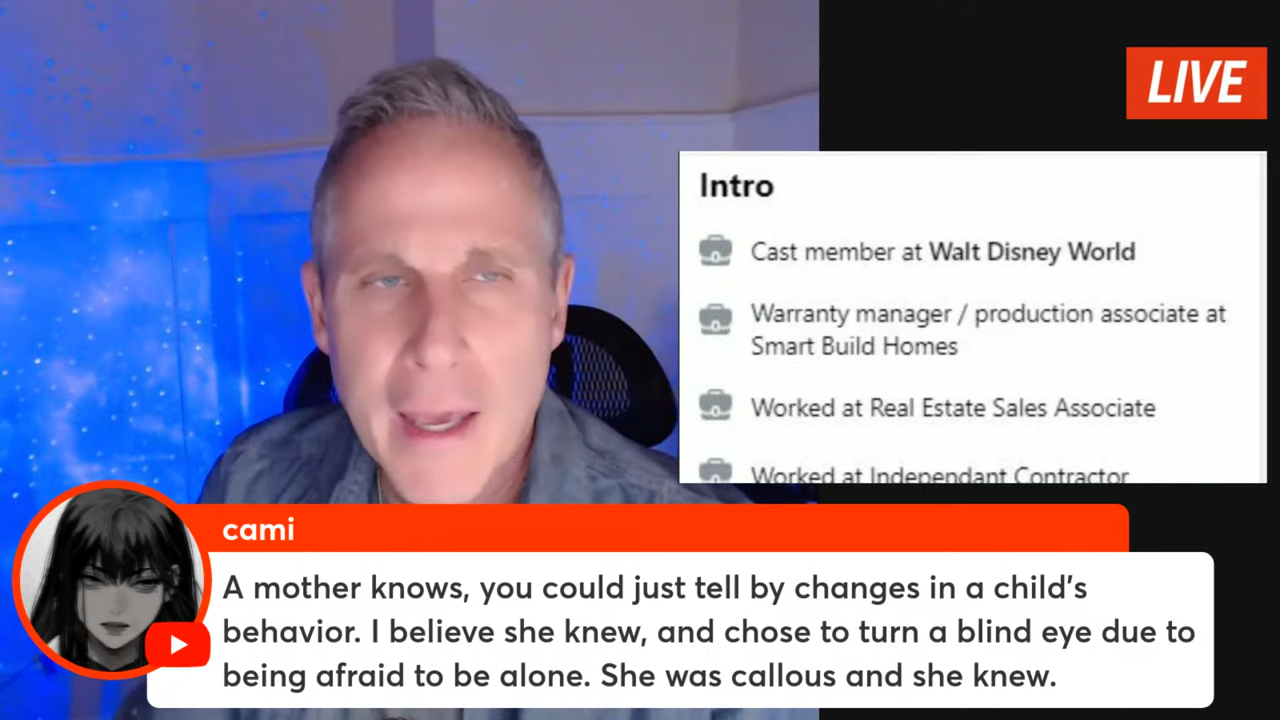 LIVE
Intro
Cast member at Walt Disney World
Warranty manager / production associate at
Smart Build Homes
Worked at Real Estate Sales Associate
Worked at Independant Contractor
cami
A mother knows, you could just tell by changes in a child's
behavior. I believe she knew, and chose to turn a blind eye due to
being afraid to be alone. She was callous and she knew.